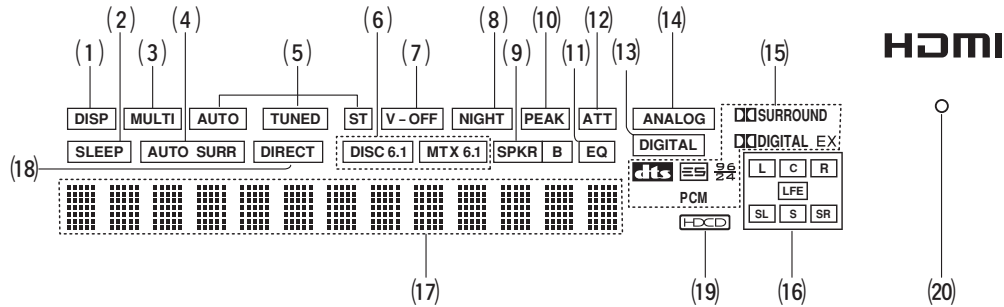 (2) (4) (6) (8) (10) (12) (14)
(1) (3) (5) (7) (9) (11) (13) (15)
HDMI
DISP MULTI AUTO TUNED ST V–OFF NIGHT PEAK ATT ANALOG DD SURROUND
SLEEP AUTO SURR DIRECT DISC 6.1 MTX 6.1 SPKR B EQ DIGITAL DD DIGITAL EX
(18)
dts ES 96/24
PCM
HDCD
L C R
LFE
SL S SR
(17) (19) (16) (20)